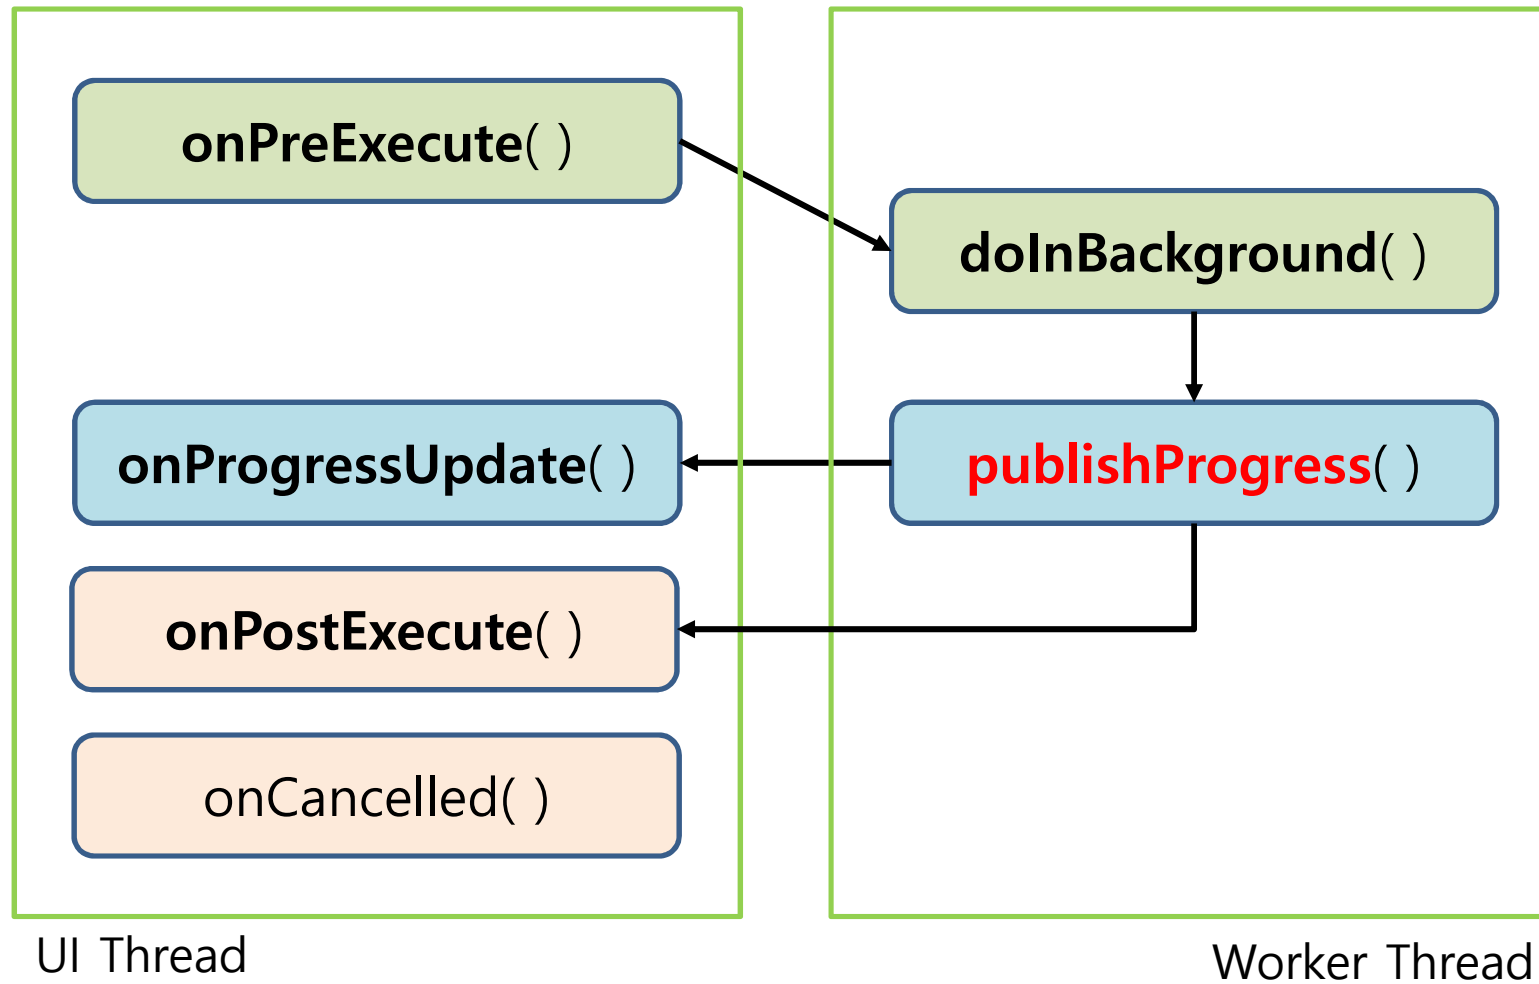 onPreExecute( )
doInBackground( )
onProgressUpdate( )
publishProgress( )
onPostExecute( )
onCancelled( )
UI Thread
Worker Thread